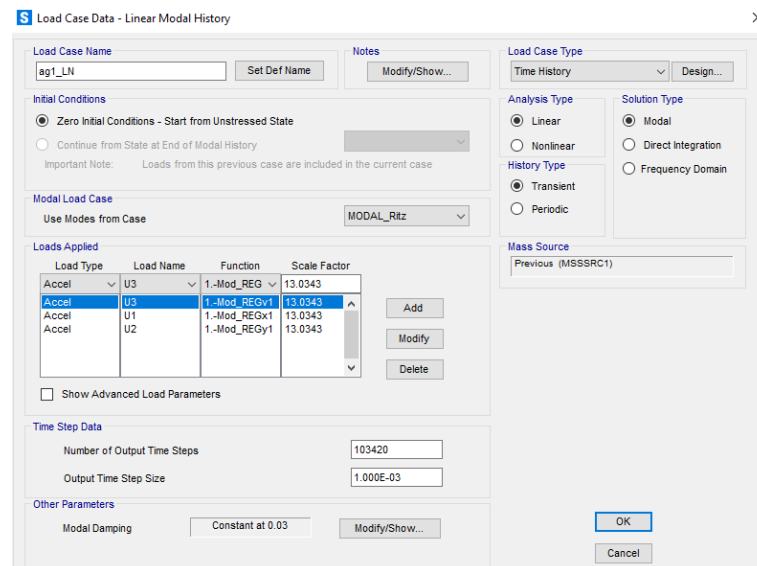 S Load Case Data - Linear Modal History
Load Case Name
ag1_LN
Set Def Name
Notes
Modify/Show...
Load Case Type
Time History
Design...
Initial Conditions
Zero Initial Conditions - Start from Unstressed State
Continue from State at End of Modal History
Important Note: Loads from this previous case are included in the current case
Analysis Type
Linear
Nonlinear
Solution Type
Modal
Direct Integration
Frequency Domain
History Type
Transient
Periodic
Modal Load Case
Use Modes from Case
MODAL_Ritz
Loads Applied
Load Type Load Name Function Scale Factor
Accel U3 1.-Mod_REG 13.0343
Accel U3 1.-Mod_REGv1 13.0343
Accel U1 1.-Mod_REGx1 13.0343
Accel U2 1.-Mod_REGy1 13.0343
Add
Modify
Delete
Show Advanced Load Parameters
Mass Source
Previous (MSSSRC1)
Time Step Data
Number of Output Time Steps 103420
Output Time Step Size 1.000E-03
Other Parameters
Modal Damping Constant at 0.03 Modify/Show...
OK
Cancel